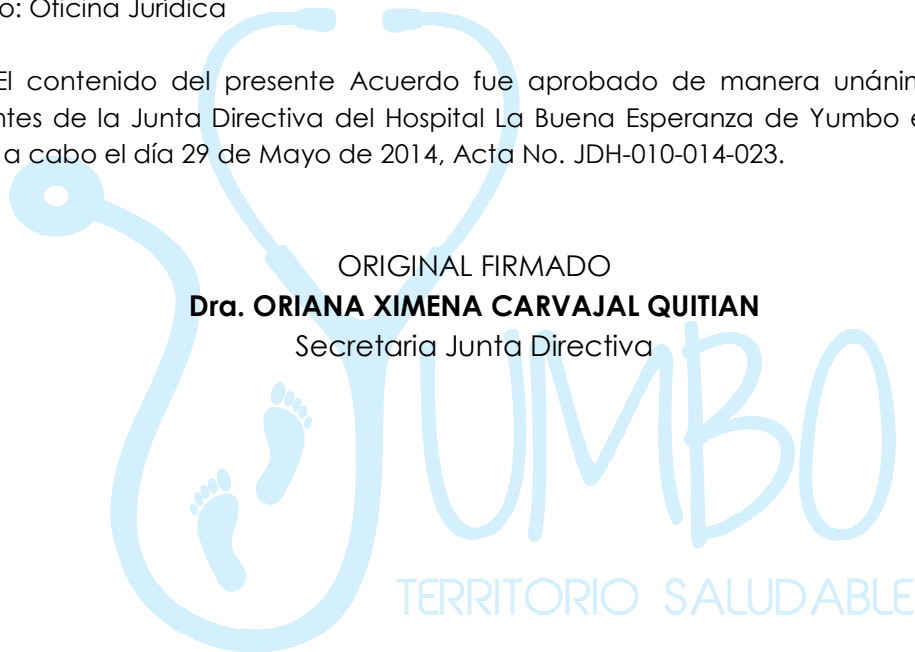 o: Oficina Jurídica
El contenido del presente Acuerdo fue aprobado de manera unánim
ntes de la Junta Directiva del Hospital La Buena Esperanza de Yumbo e
a cabo el día 29 de Mayo de 2014, Acta No. JDH-010-014-023.
ORIGINAL FIRMADO
Dra. ORIANA XIMENA CARVAJAL QUITIAN
Secretaria Junta Directiva
YUMBO
TERRITORIO SALUDABLE